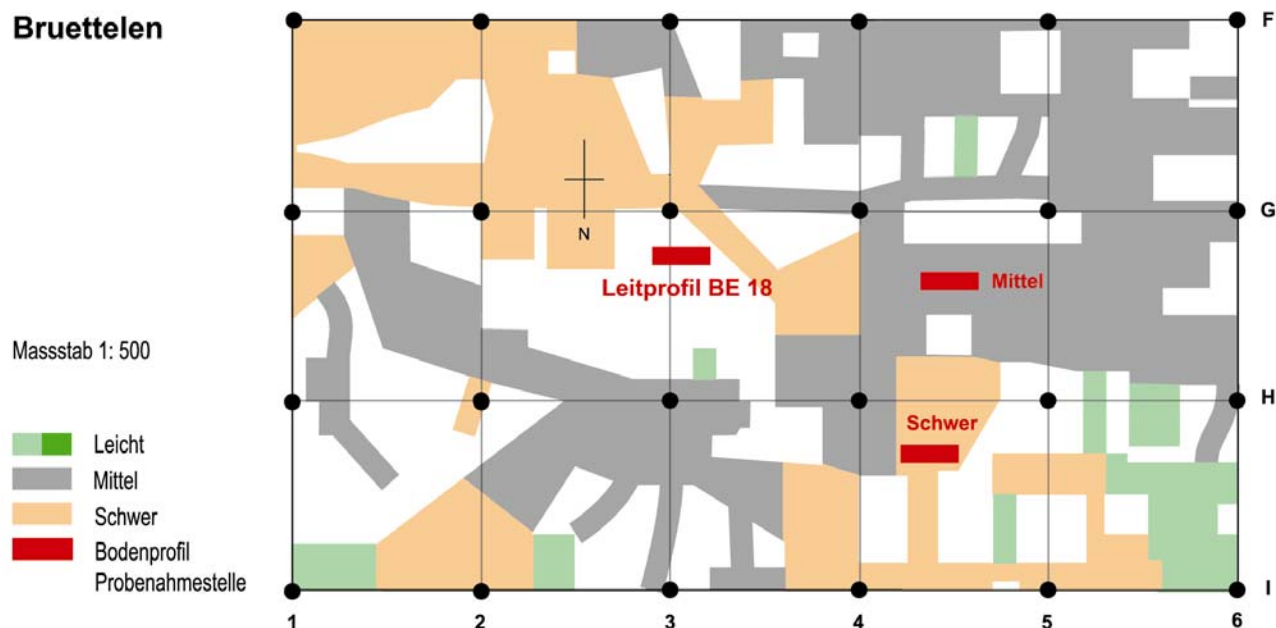 Bruettelen
F
N
G
Leitprofil BE 18
Mittel
Massstab 1: 500
H
Schwer
Leicht
Mittel
Schwer
Bodenprofil
Probenahmestelle
I
1 2 3 4 5 6